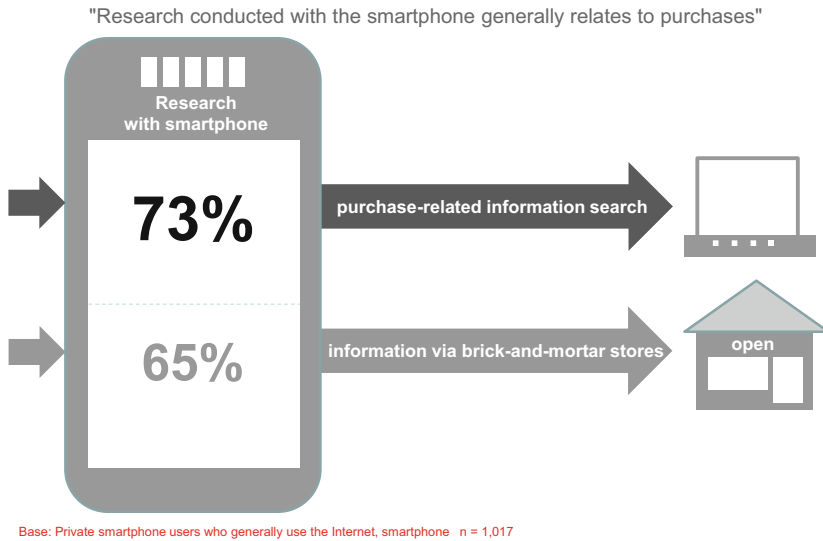 "Research conducted with the smartphone generally relates to purchases"
Research
with smartphone
73%
purchase-related information search
65%
information via brick-and-mortar stores
open
Base: Private smartphone users who generally use the Internet, smartphone n = 1,017